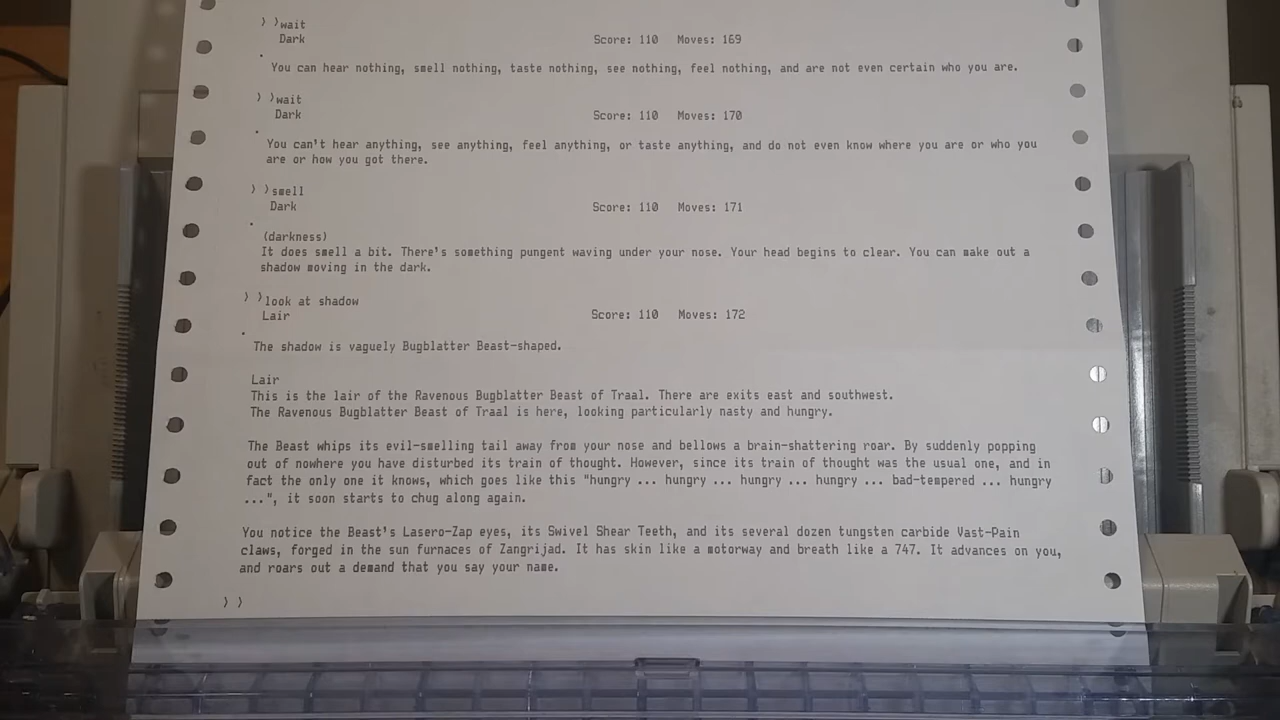 ⟩ ⟩wait
Dark Score: 110 Moves: 169
.
You can hear nothing, smell nothing, taste nothing, see nothing, feel nothing, and are not even certain who you are.
⟩ ⟩wait
Dark Score: 110 Moves: 170
.
You can't hear anything, see anything, feel anything, or taste anything, and do not even know where you are or who you
are or how you got there.
⟩ ⟩smell
Dark Score: 110 Moves: 171
.
(darkness)
It does smell a bit. There's something pungent waving under your nose. Your head begins to clear. You can make out a
shadow moving in the dark.
⟩ ⟩look at shadow
Lair Score: 110 Moves: 172
.
The shadow is vaguely Bugblatter Beast-shaped.
Lair
This is the lair of the Ravenous Bugblatter Beast of Traal. There are exits east and southwest.
The Ravenous Bugblatter Beast of Traal is here, looking particularly nasty and hungry.
The Beast whips its evil-smelling tail away from your nose and bellows a brain-shattering roar. By suddenly popping
out of nowhere you have disturbed its train of thought. However, since its train of thought was the usual one, and in
fact the only one it knows, which goes like this "hungry ... hungry ... hungry ... hungry ... bad-tempered ... hungry
...", it soon starts to chug along again.
You notice the Beast's Lasero-Zap eyes, its Swivel Shear Teeth, and its several dozen tungsten carbide Vast-Pain
claws, forged in the sun furnaces of Zangrijad. It has skin like a motorway and breath like a 747. It advances on you,
and roars out a demand that you say your name.
⟩ ⟩